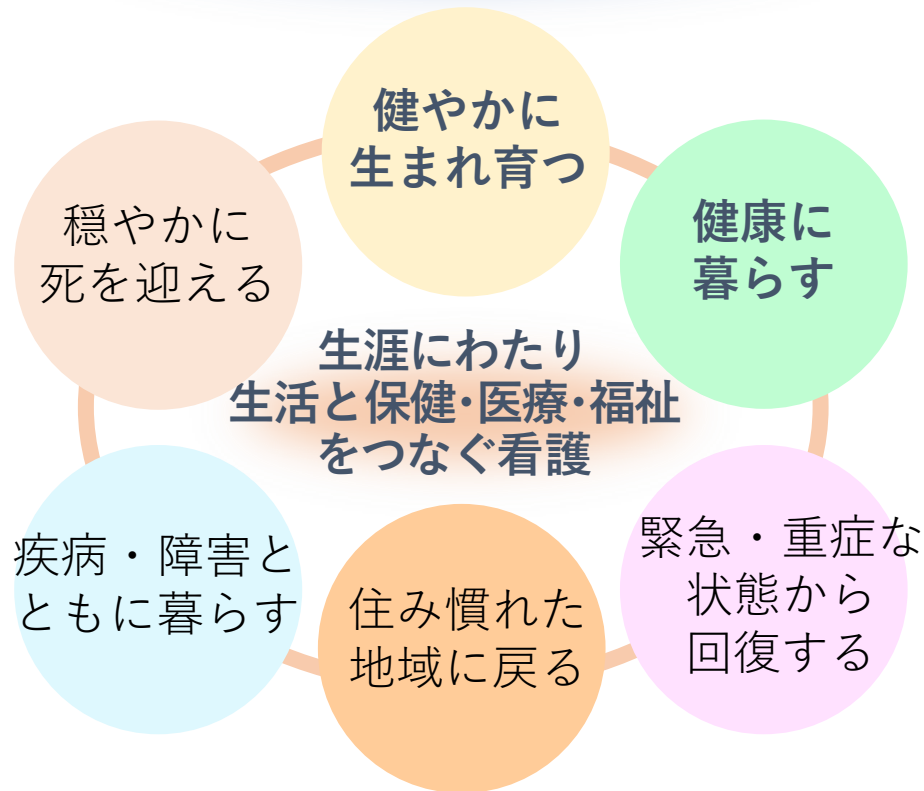 健やかに
生まれ育つ
健康に
暮らす
緊急・重症な
状態から
回復する
住み慣れた
地域に戻る
疾病・障害と
ともに暮らす
穏やかに
死を迎える
生涯にわたり
生活と保健・医療・福祉
をつなぐ看護